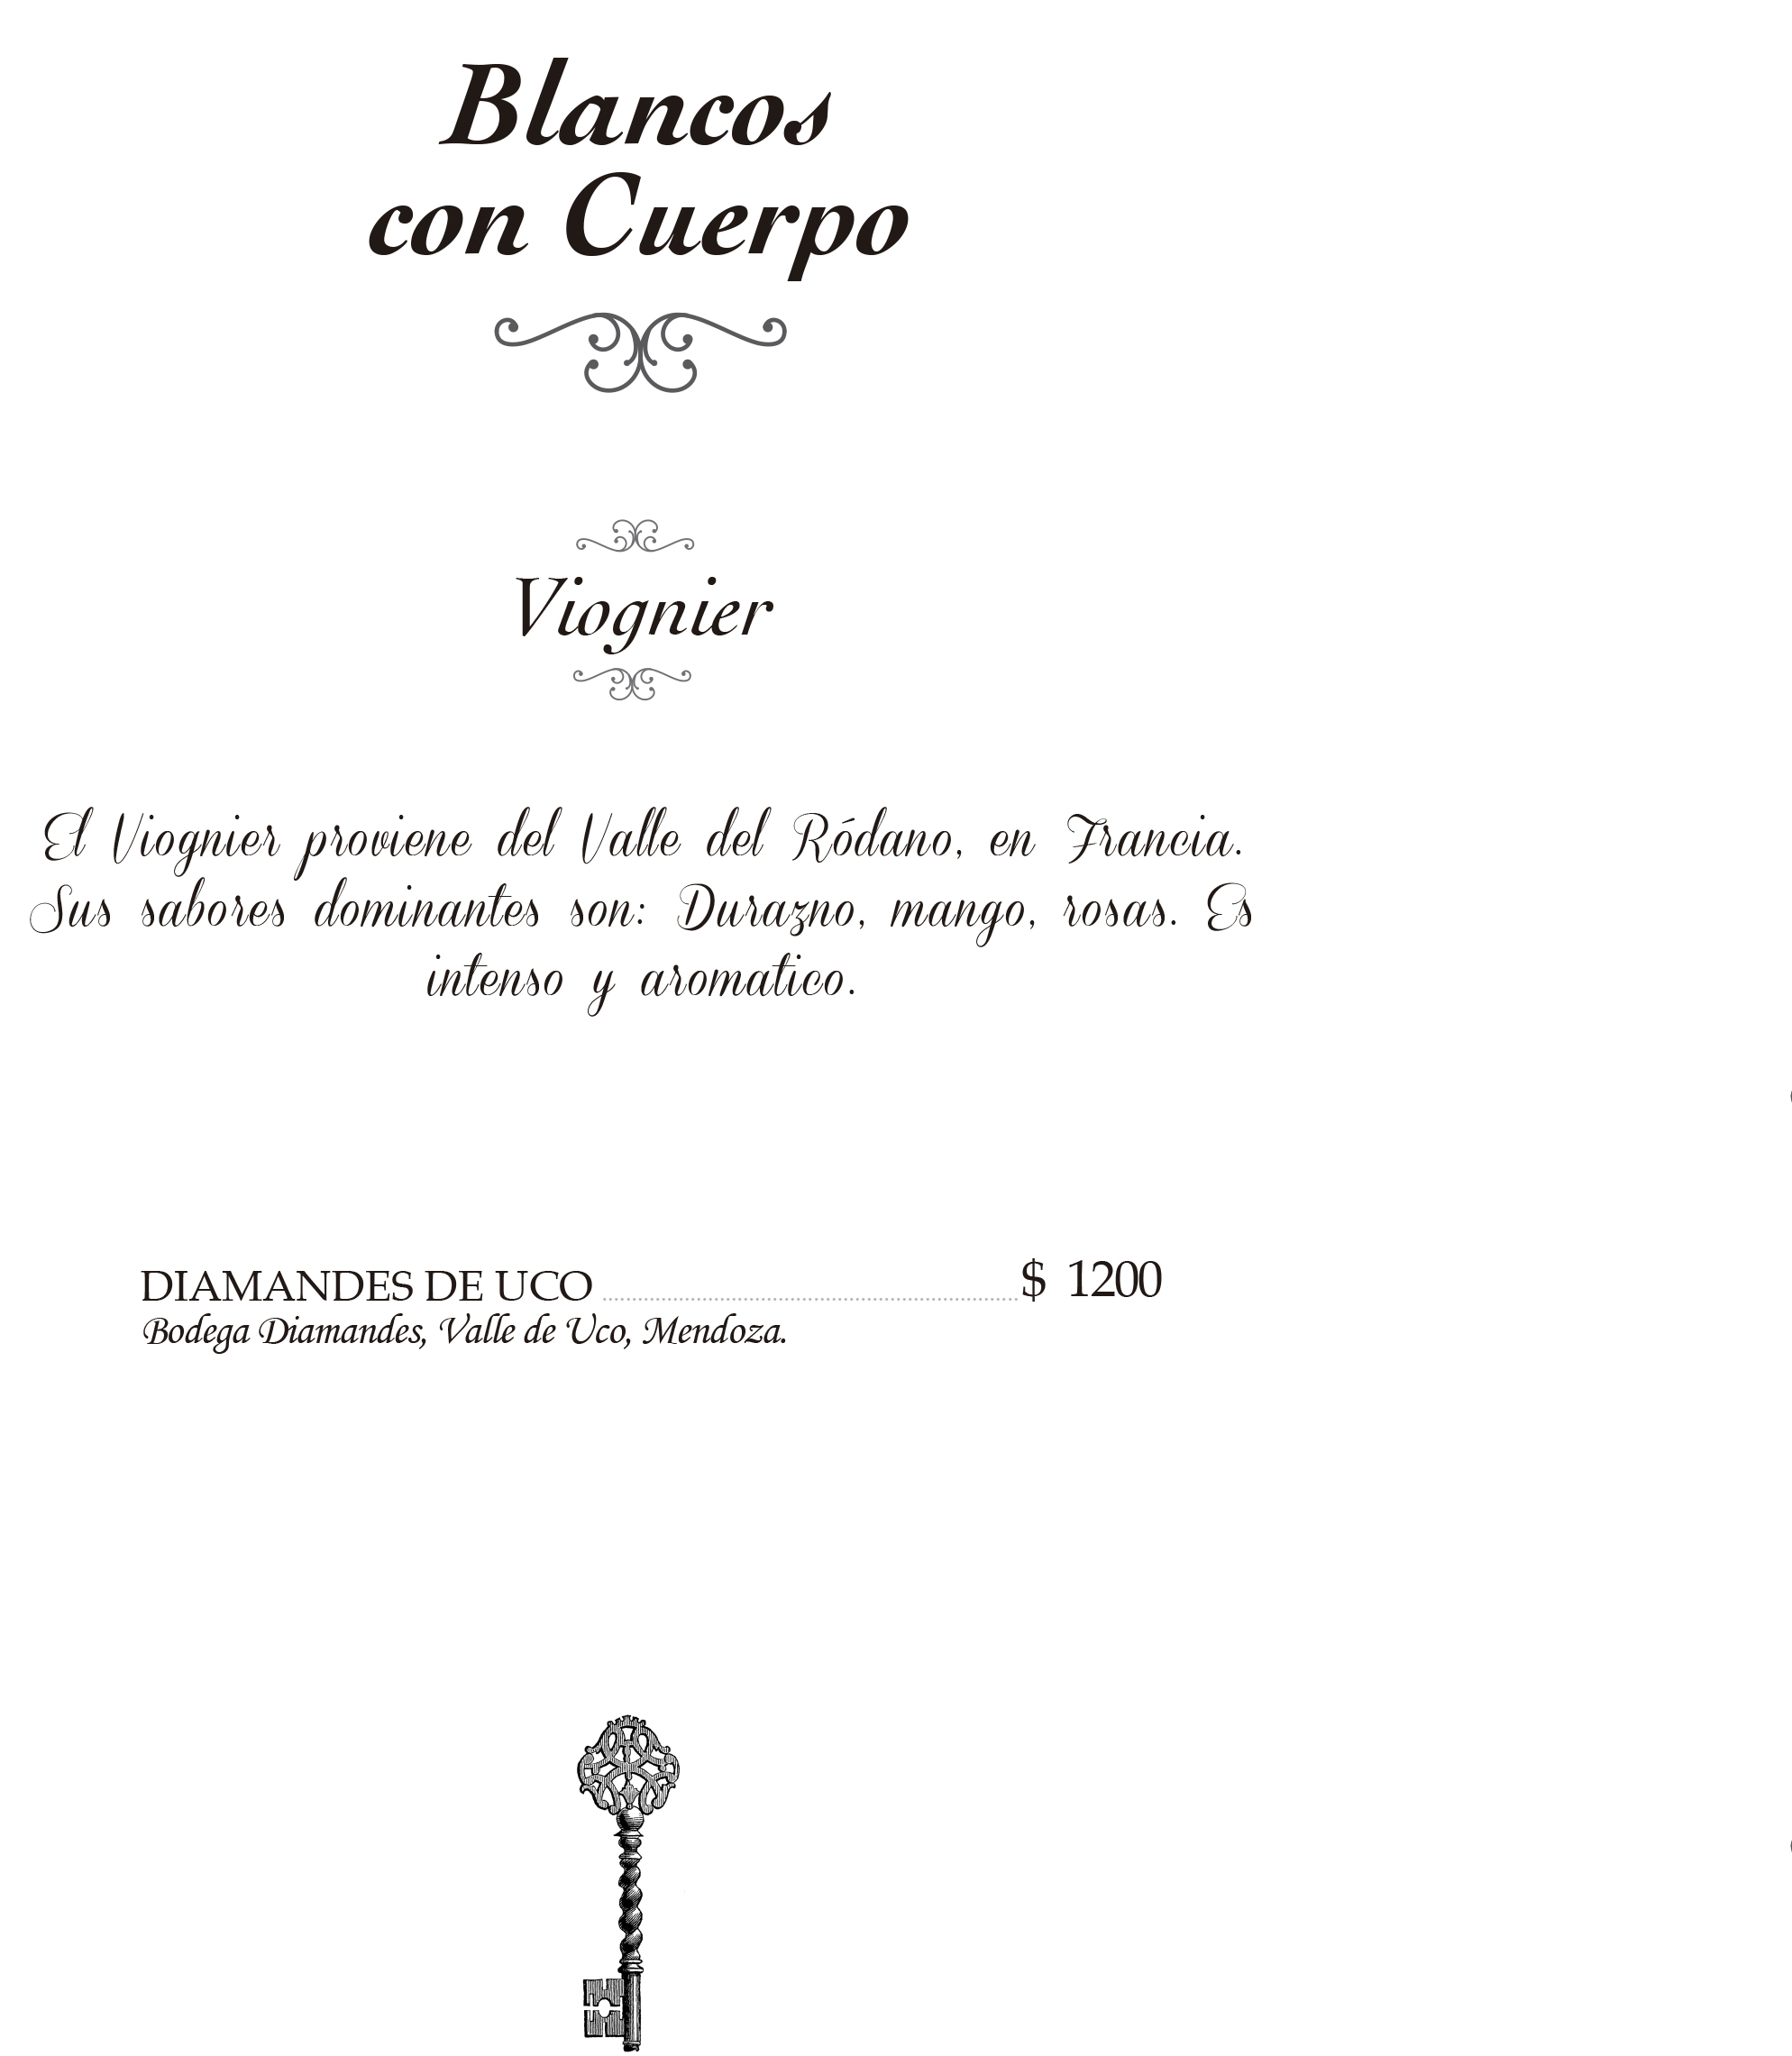 Blancos
con Cuerpo
Viognier
El Viognier proviene del Valle del Ródano, en Francia.
Sus sabores dominantes son: Durazno, mango, rosas. Es
intenso y aromatico.
DIAMANDES DE UCO ........................ $ 1200
Bodega Diamandes, Valle de Uco, Mendoza.